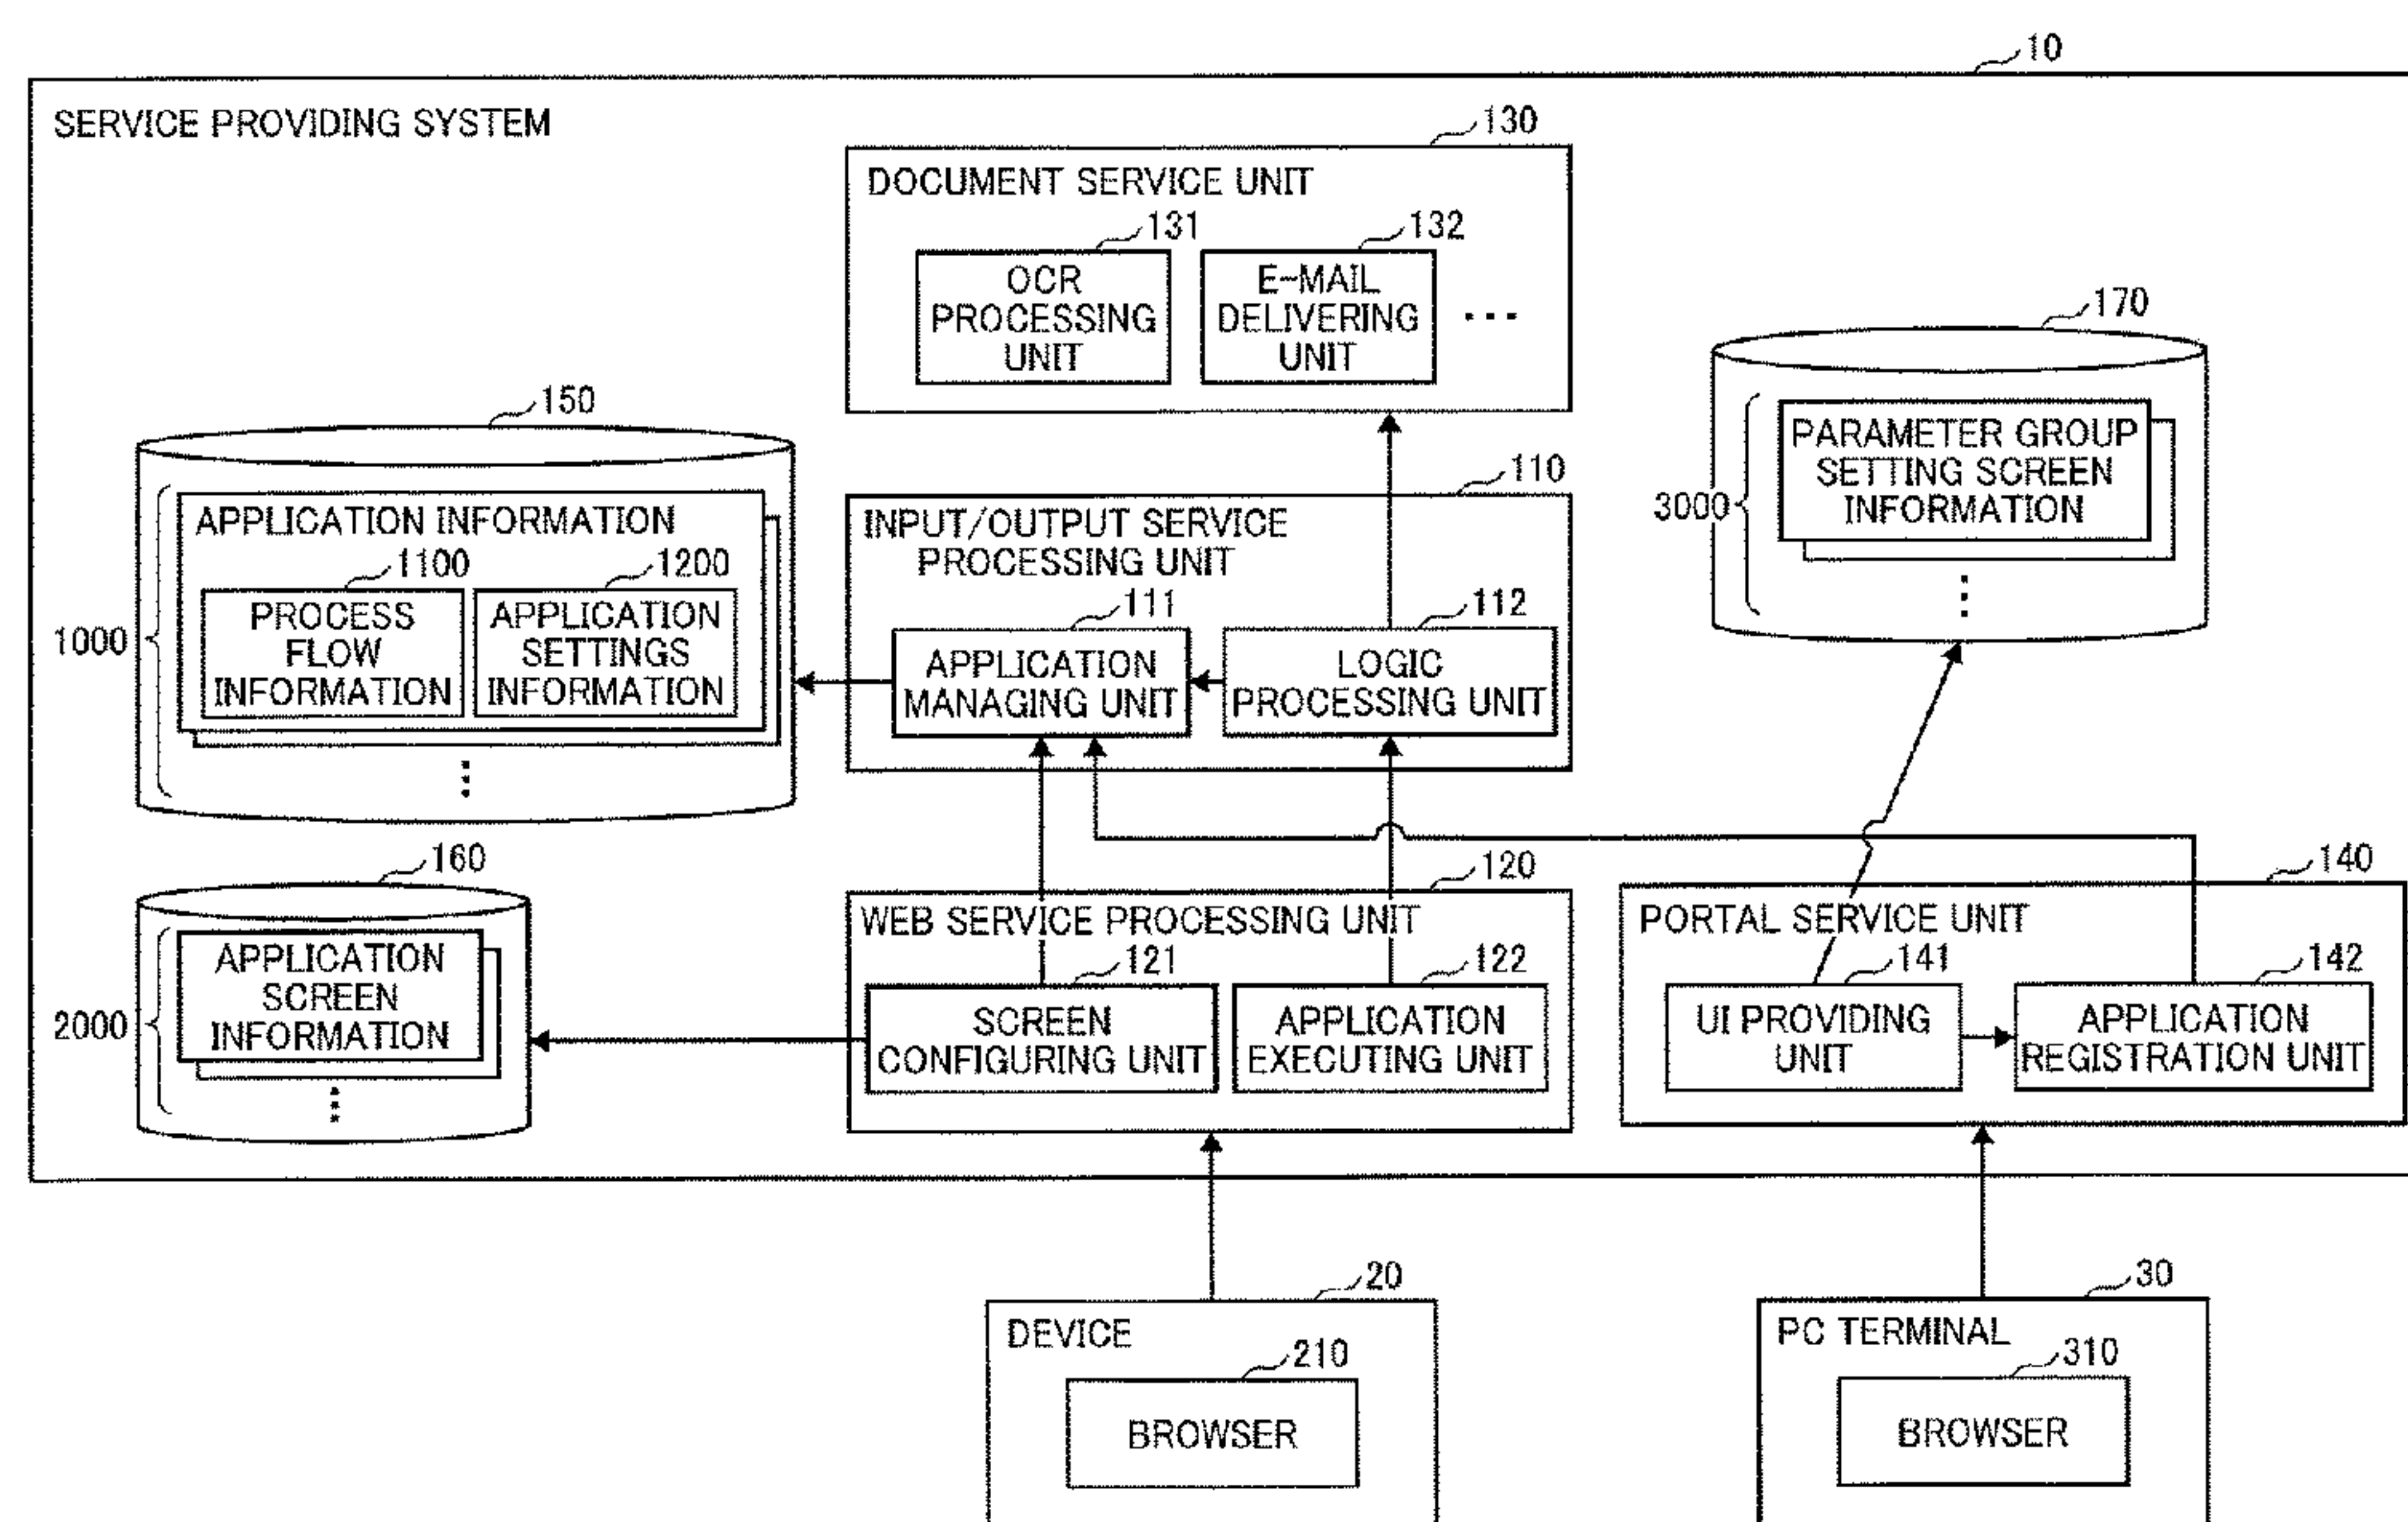 10
SERVICE PROVIDING SYSTEM
130
DOCUMENT SERVICE UNIT
131
132
OCR
PROCESSING
UNIT
E-MAIL
DELIVERING
UNIT
...
170
PARAMETER GROUP
SETTING SCREEN
INFORMATION
3000
150
APPLICATION INFORMATION
1100
1200
PROCESS
FLOW
INFORMATION
APPLICATION
SETTINGS
INFORMATION
1000
110
INPUT/OUTPUT SERVICE
PROCESSING UNIT
111
112
APPLICATION
MANAGING UNIT
LOGIC
PROCESSING UNIT
160
APPLICATION
SCREEN
INFORMATION
2000
120
WEB SERVICE PROCESSING UNIT
121
122
SCREEN
CONFIGURING UNIT
APPLICATION
EXECUTING UNIT
140
PORTAL SERVICE UNIT
141
142
UI PROVIDING
UNIT
APPLICATION
REGISTRATION UNIT
20
DEVICE
210
BROWSER
30
PC TERMINAL
310
BROWSER